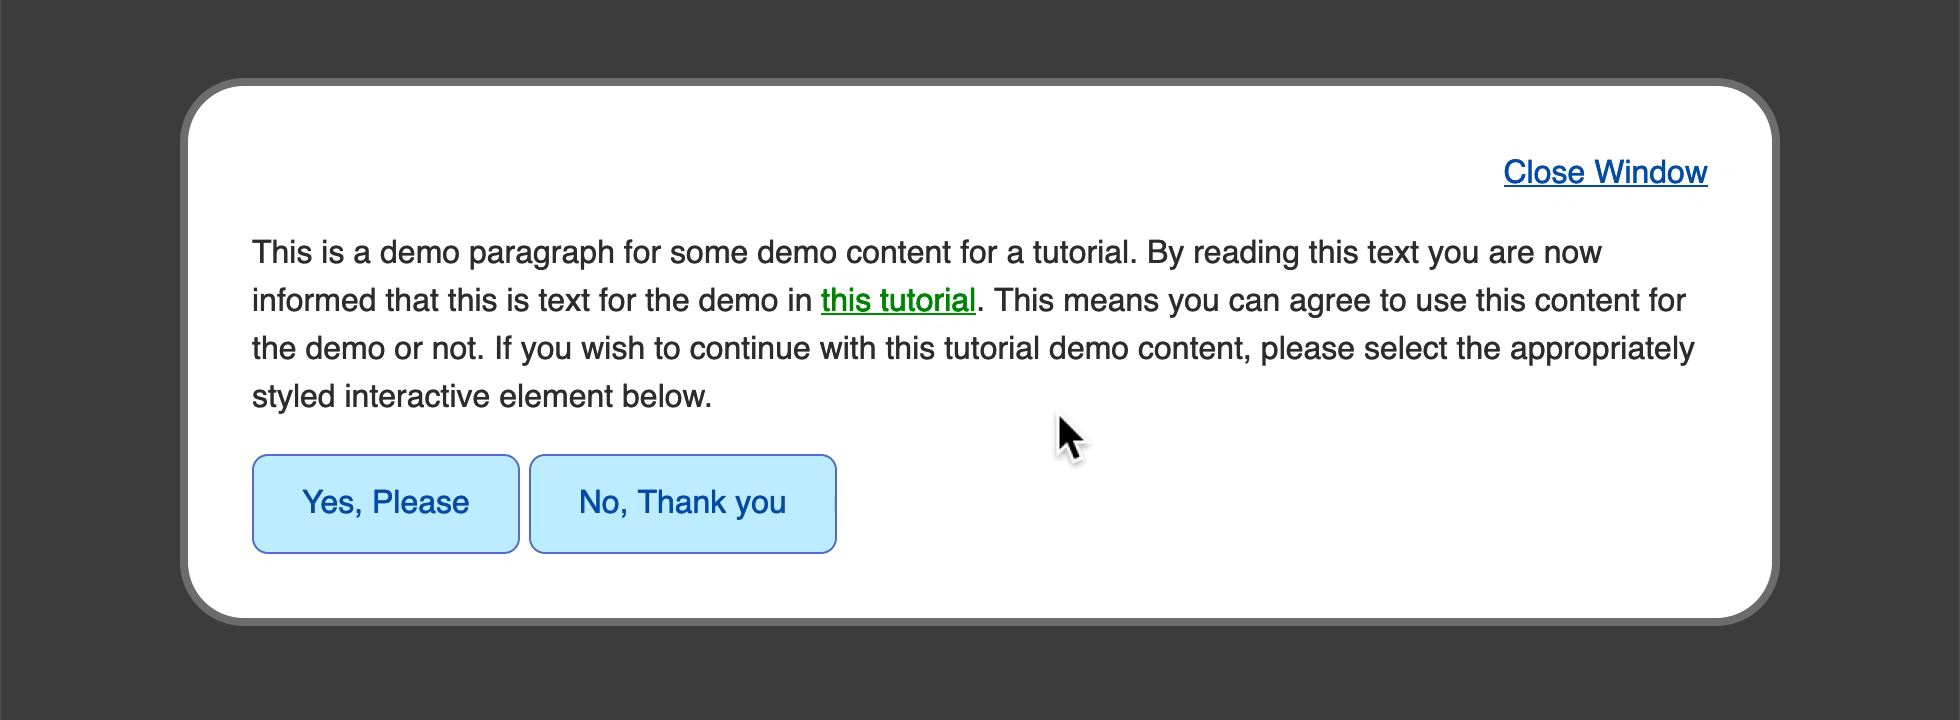 Close Window
This is a demo paragraph for some demo content for a tutorial. By reading this text you are now
informed that this is text for the demo in this tutorial. This means you can agree to use this content for
the demo or not. If you wish to continue with this tutorial demo content, please select the appropriately
styled interactive element below.
Yes, Please
No, Thank you